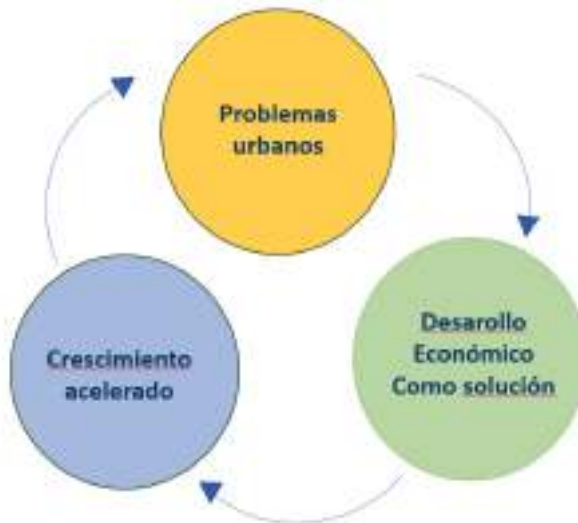 Problemas
urbanos
Desarollo
Económico
Como solución
Crescimiento
acelerado